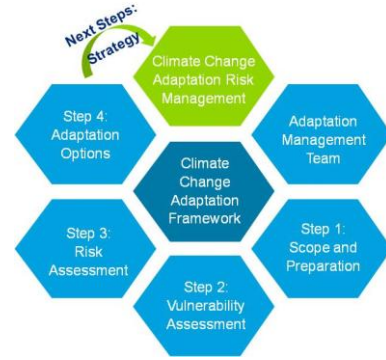 Next Steps:
Strategy
Climate Change
Adaptation Risk
Management
Step 4:
Adaptation
Options
Adaptation
Management
Team
Climate
Change
Adaptation
Framework
Step 3:
Risk
Assessment
Step 1:
Scope and
Preparation
Step 2:
Vulnerability
Assessment